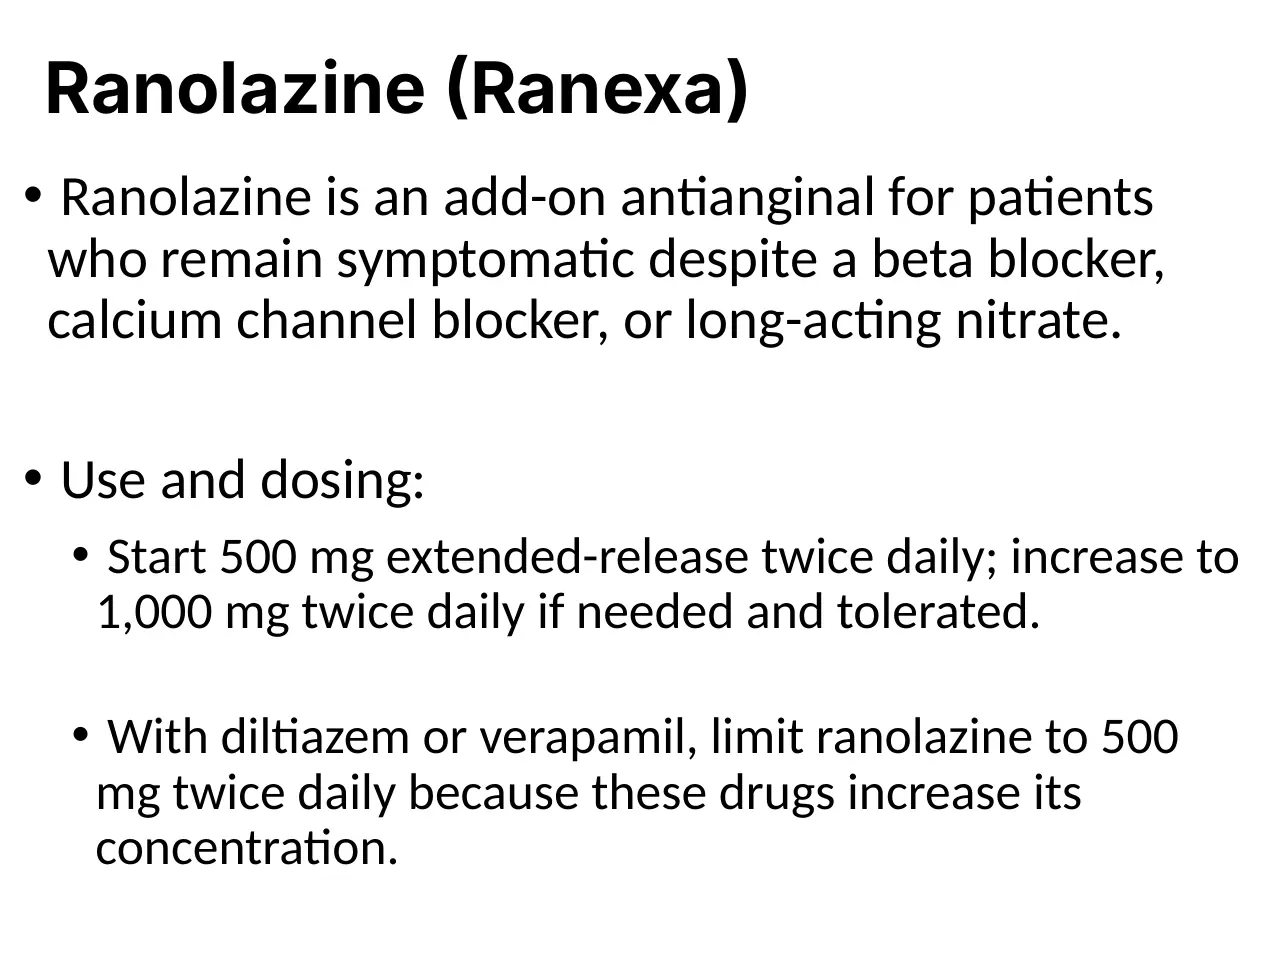 Ranolazine (Ranexa)
• Ranolazine is an add-on antianginal for patients
who remain symptomatic despite a beta blocker,
calcium channel blocker, or long-acting nitrate.
• Use and dosing:
• Start 500 mg extended-release twice daily; increase to
1,000 mg twice daily if needed and tolerated.
• With diltiazem or verapamil, limit ranolazine to 500
mg twice daily because these drugs increase its
concentration.